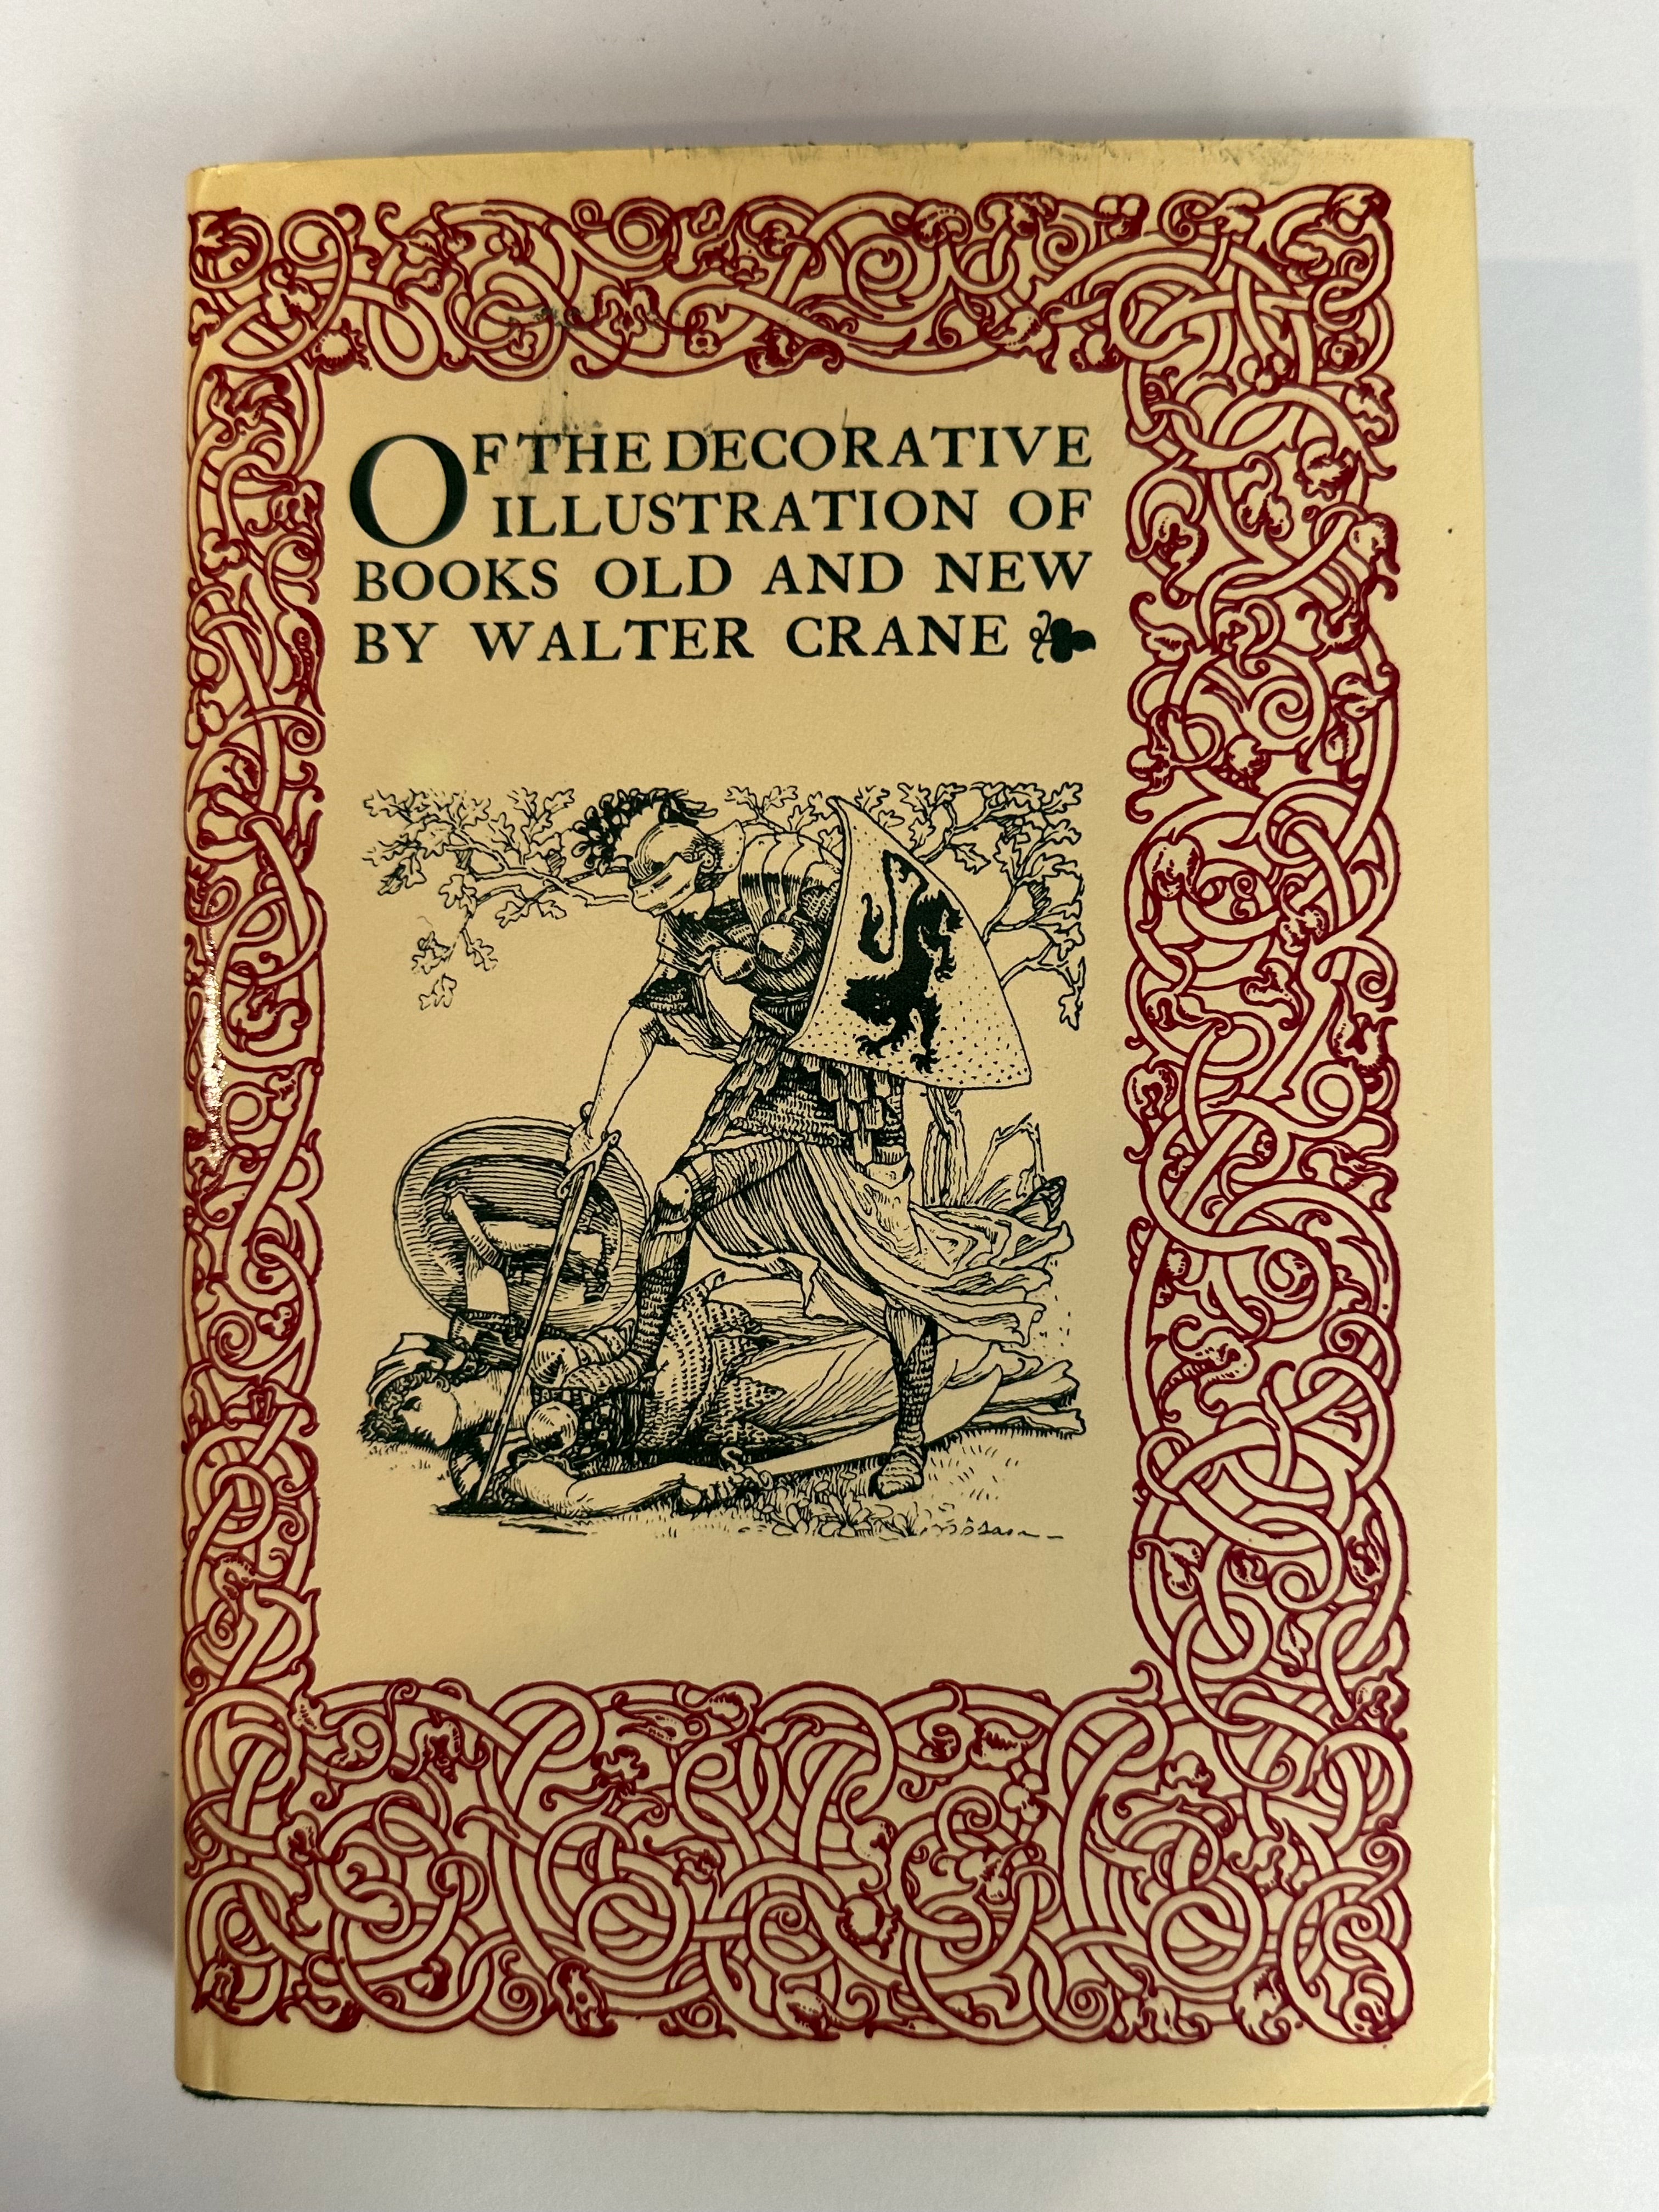 OF THE DECORATIVE
ILLUSTRATION OF
BOOKS OLD AND NEW
BY WALTER CRANE